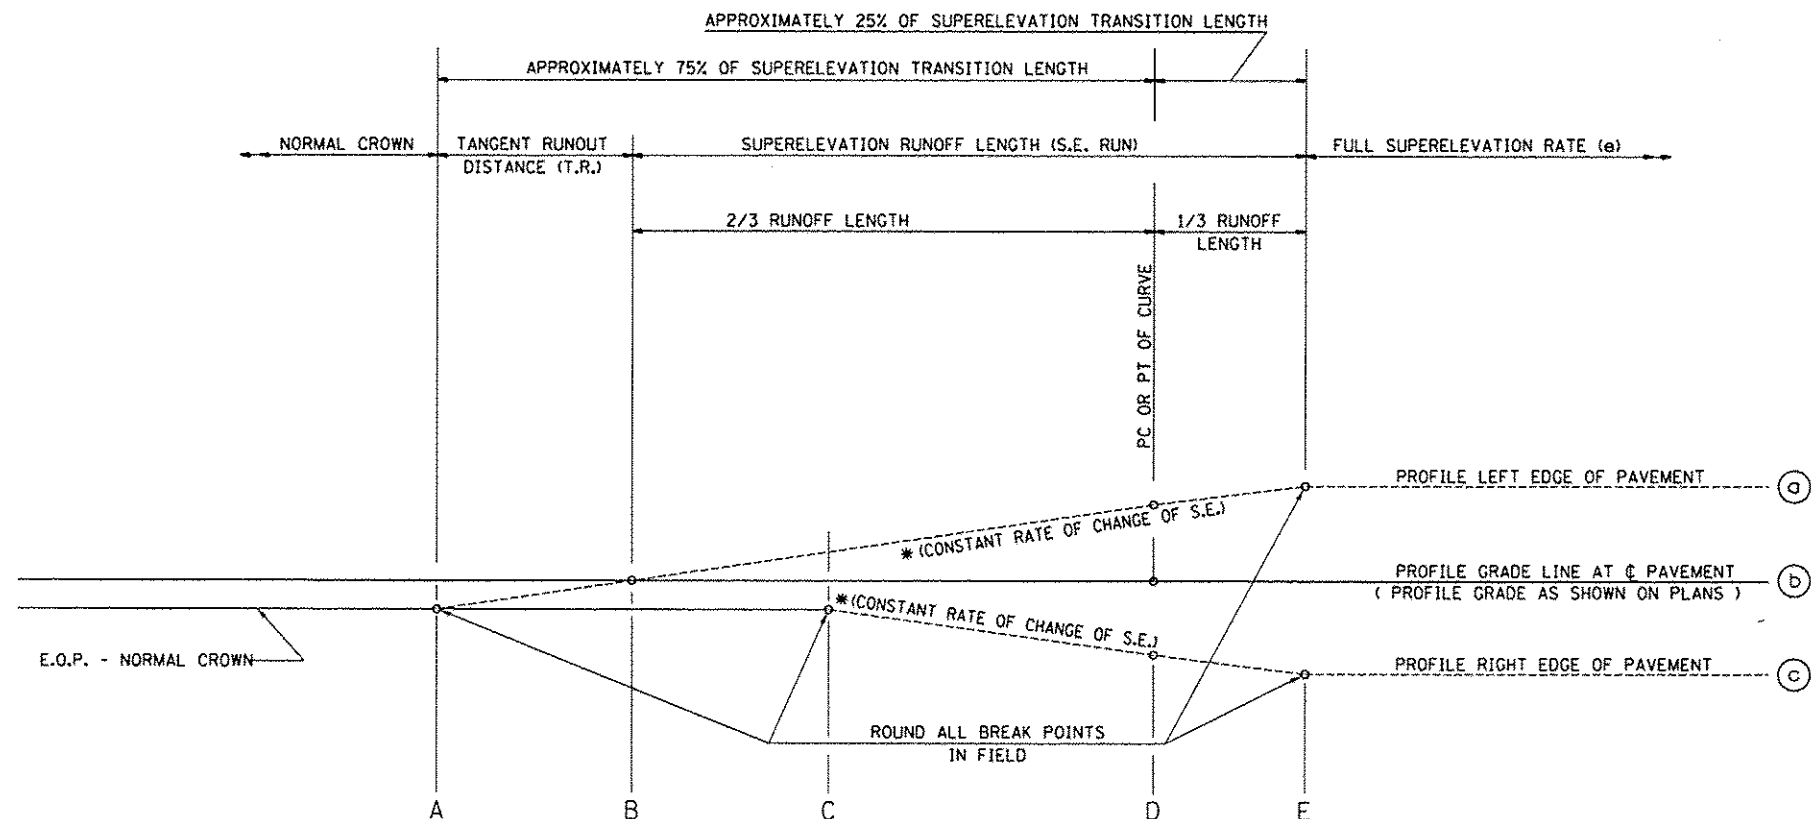 APPROXIMATELY 25% OF SUPERELEVATION TRANSITION LENGTH
APPROXIMATELY 75% OF SUPERELEVATION TRANSITION LENGTH
NORMAL CROWN
TANGENT RUNOUT
DISTANCE (T.R.)
SUPERELEVATION RUNOFF LENGTH (S.E. RUN)
FULL SUPERELEVATION RATE (e)
2/3 RUNOFF LENGTH
1/3 RUNOFF
LENGTH
PC OR PT OF CURVE
PROFILE LEFT EDGE OF PAVEMENT
a
* (CONSTANT RATE OF CHANGE OF S.E.)
PROFILE GRADE LINE AT ℄ PAVEMENT
( PROFILE GRADE AS SHOWN ON PLANS )
b
* (CONSTANT RATE OF CHANGE OF S.E.)
E.O.P. - NORMAL CROWN
PROFILE RIGHT EDGE OF PAVEMENT
c
ROUND ALL BREAK POINTS
IN FIELD
A
B
C
D
E